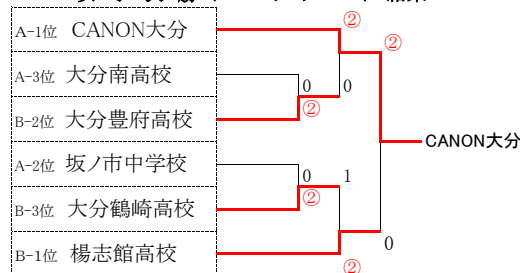 A-1位 CANON大分
②
②
A-3位 大分南高校
0
0
②
B-2位 大分豊府高校
CANON大分
A-2位 坂ノ市中学校
0
1
②
B-3位 大分鶴崎高校
0
B-1位 楊志館高校
②